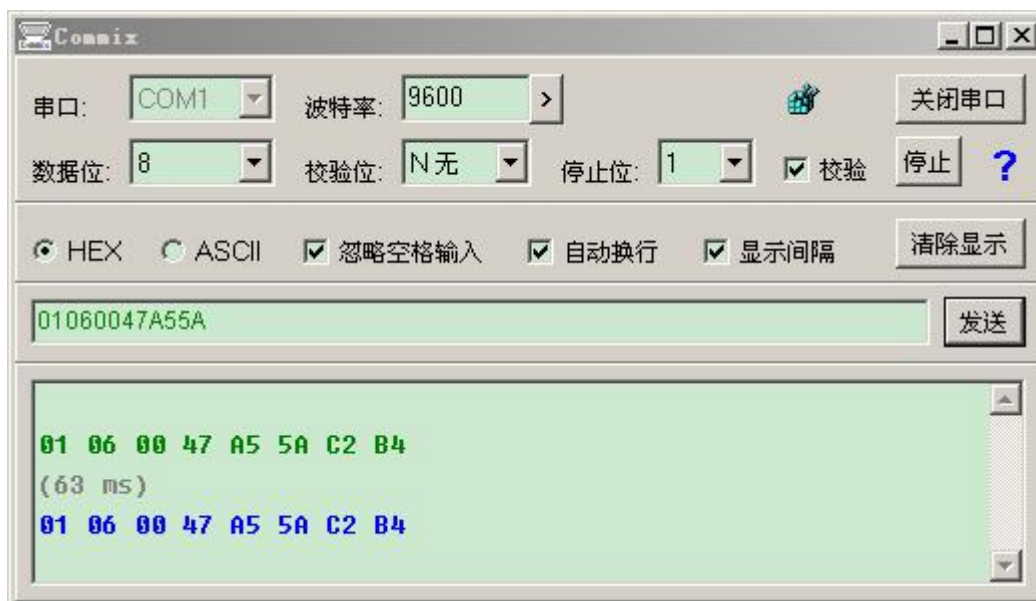 Commix
串口: COM1 波特率: 9600 > 关闭串口
数据位: 8 校验位: N 无 停止位: 1 校验 停止 ?
HEX ASCII 忽略空格输入 自动换行 显示间隔 清除显示
01060047A55A 发送
01 06 00 47 A5 5A C2 B4
(63 ms)
01 06 00 47 A5 5A C2 B4